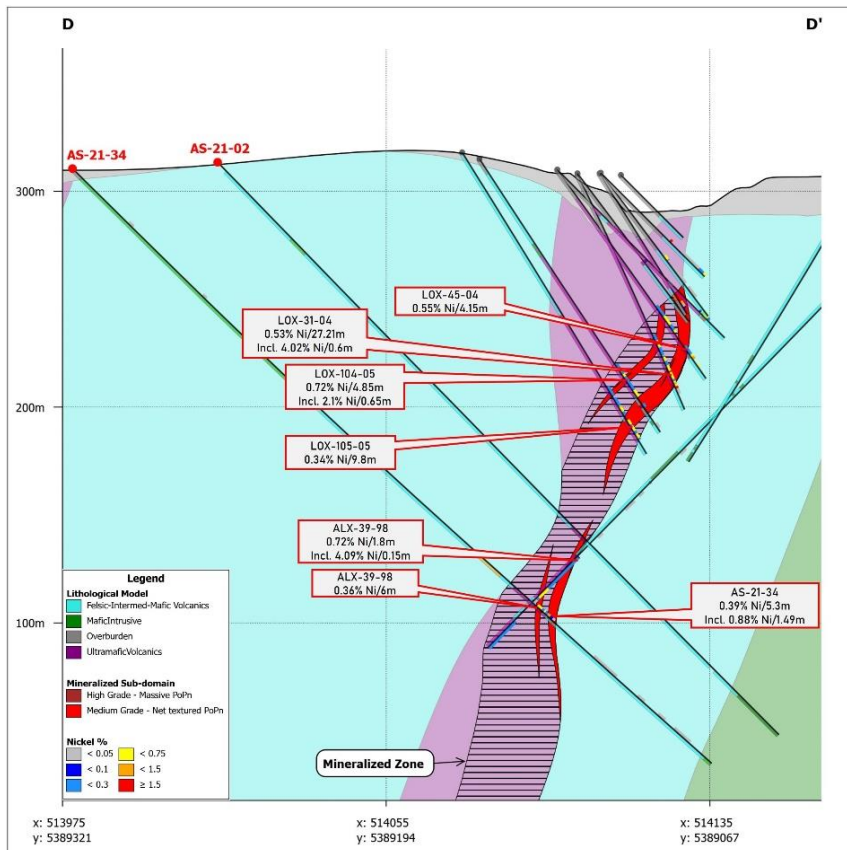 D
D'
AS-21-34
AS-21-02
300m
LOX-45-04
0.55% Ni/4.15m
LOX-31-04
0.53% Ni/27.21m
Incl. 4.02% Ni/0.6m
LOX-104-05
0.72% Ni/4.85m
Incl. 2.1% Ni/0.65m
200m
LOX-105-05
0.34% Ni/9.8m
ALX-39-98
0.72% Ni/1.8m
Incl. 4.09% Ni/0.15m
ALX-39-98
0.36% Ni/6m
AS-21-34
0.39% Ni/5.3m
Incl. 0.88% Ni/1.49m
100m
Legend
Lithological Model
Felsic-Intermed-Mafic Volcanics
MaficIntrusive
Overburden
UltramaficVolcanics
Mineralized Sub-domain
High Grade - Massive PoPn
Medium Grade - Net textured PoPn
Nickel %
< 0.05
< 0.75
< 0.1
< 1.5
< 0.3
≥ 1.5
Mineralized Zone
x: 513975
y: 5389321
x: 514055
y: 5389194
x: 514135
y: 5389067